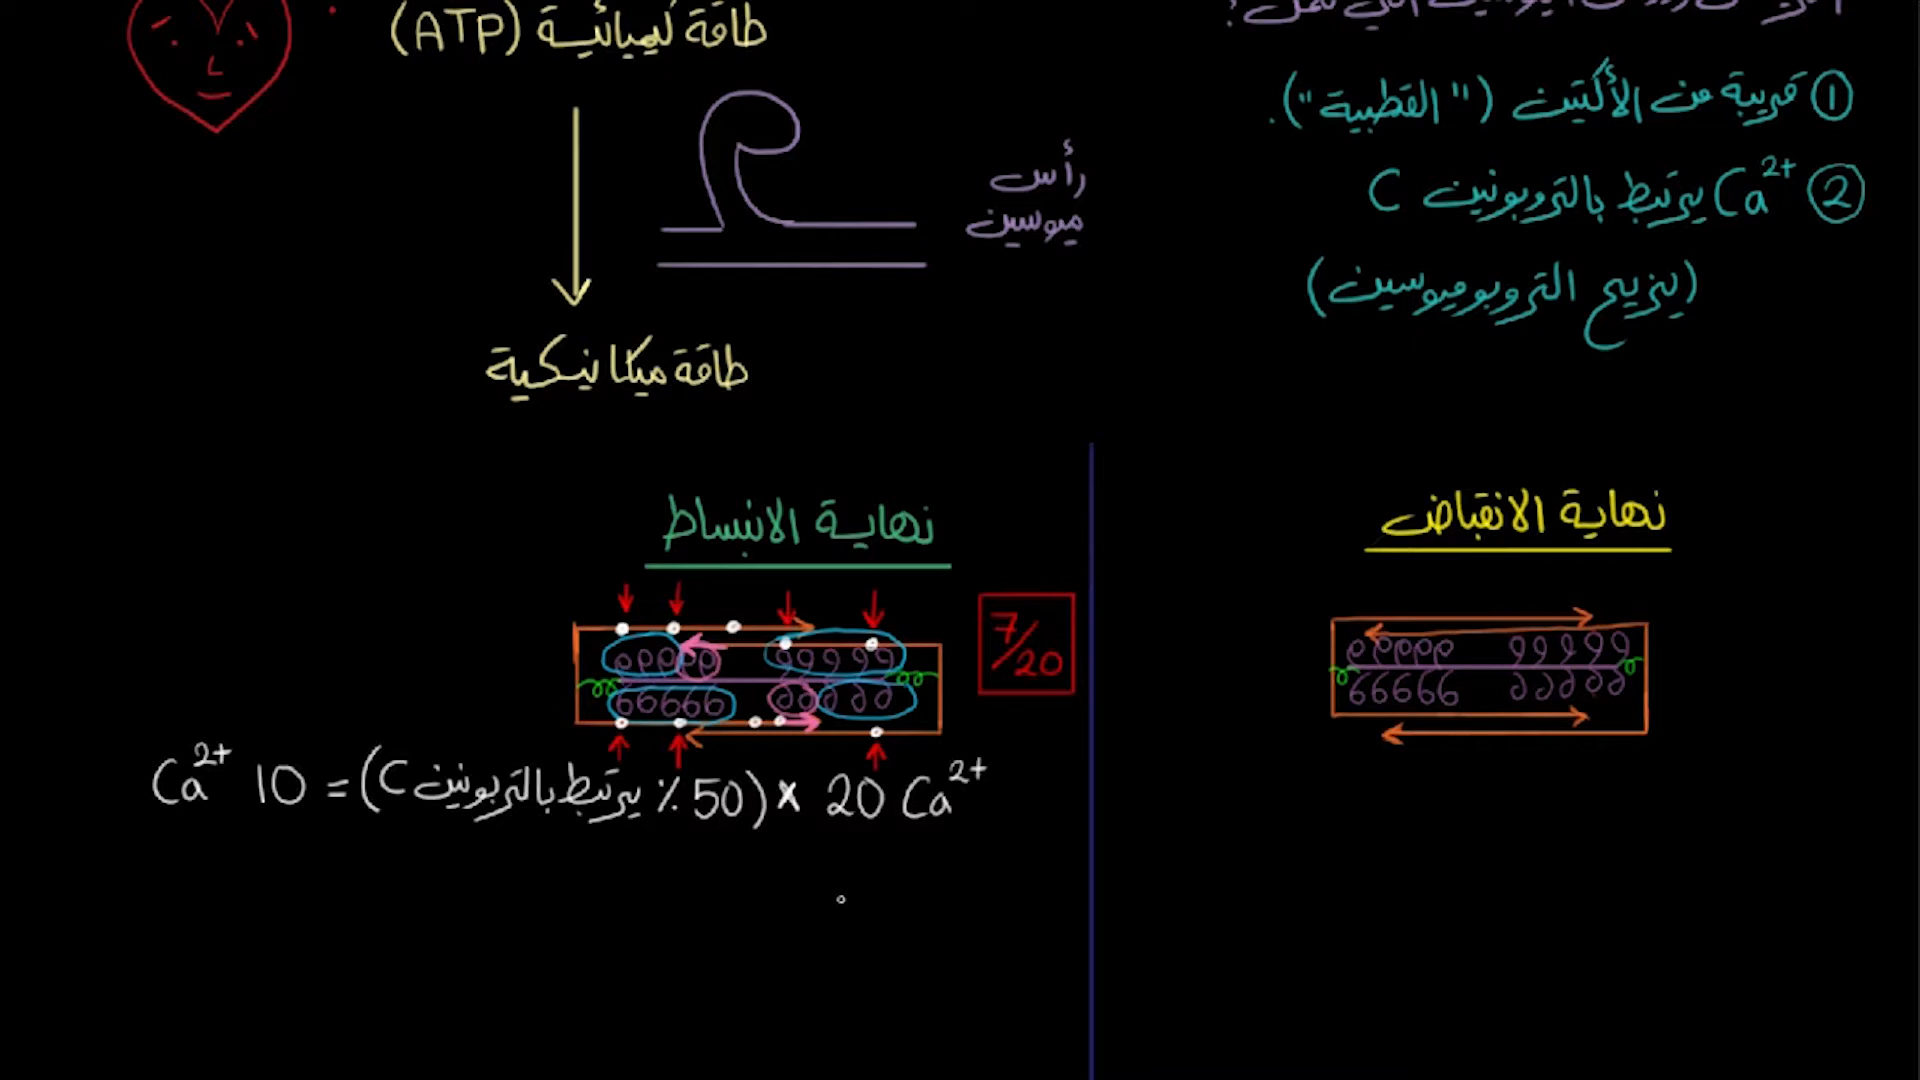 طاقة كيميائية (ATP)
رأس
ميوسين
طاقة ميكانيكية
① قريبة من الأكتين ("القطبية").
② Ca²⁺ يرتبط بالتروبونين C
(يزيح التروبوميوسين)
نهاية الانقباض
نهاية الانبساط
7/20
Ca²⁺ 10 = (50 ٪ يرتبط بالتربونين C) × 20 Ca²⁺